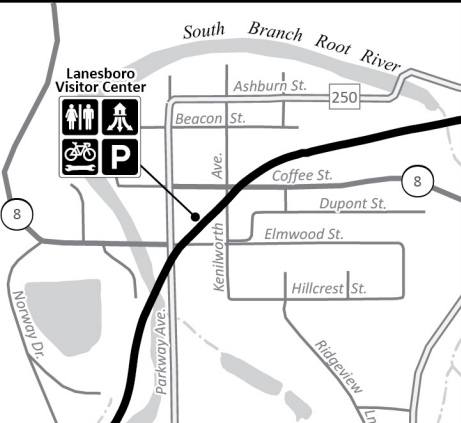 South Branch Root River
Lanesboro
Visitor Center
P
Ashburn St.
250
Beacon St.
Ave.
Kenilworth
Coffee St.
8
Dupont St.
8
Elmwood St.
Hillcrest St.
Norway Dr.
Parkway Ave.
Ridgeview
Ln